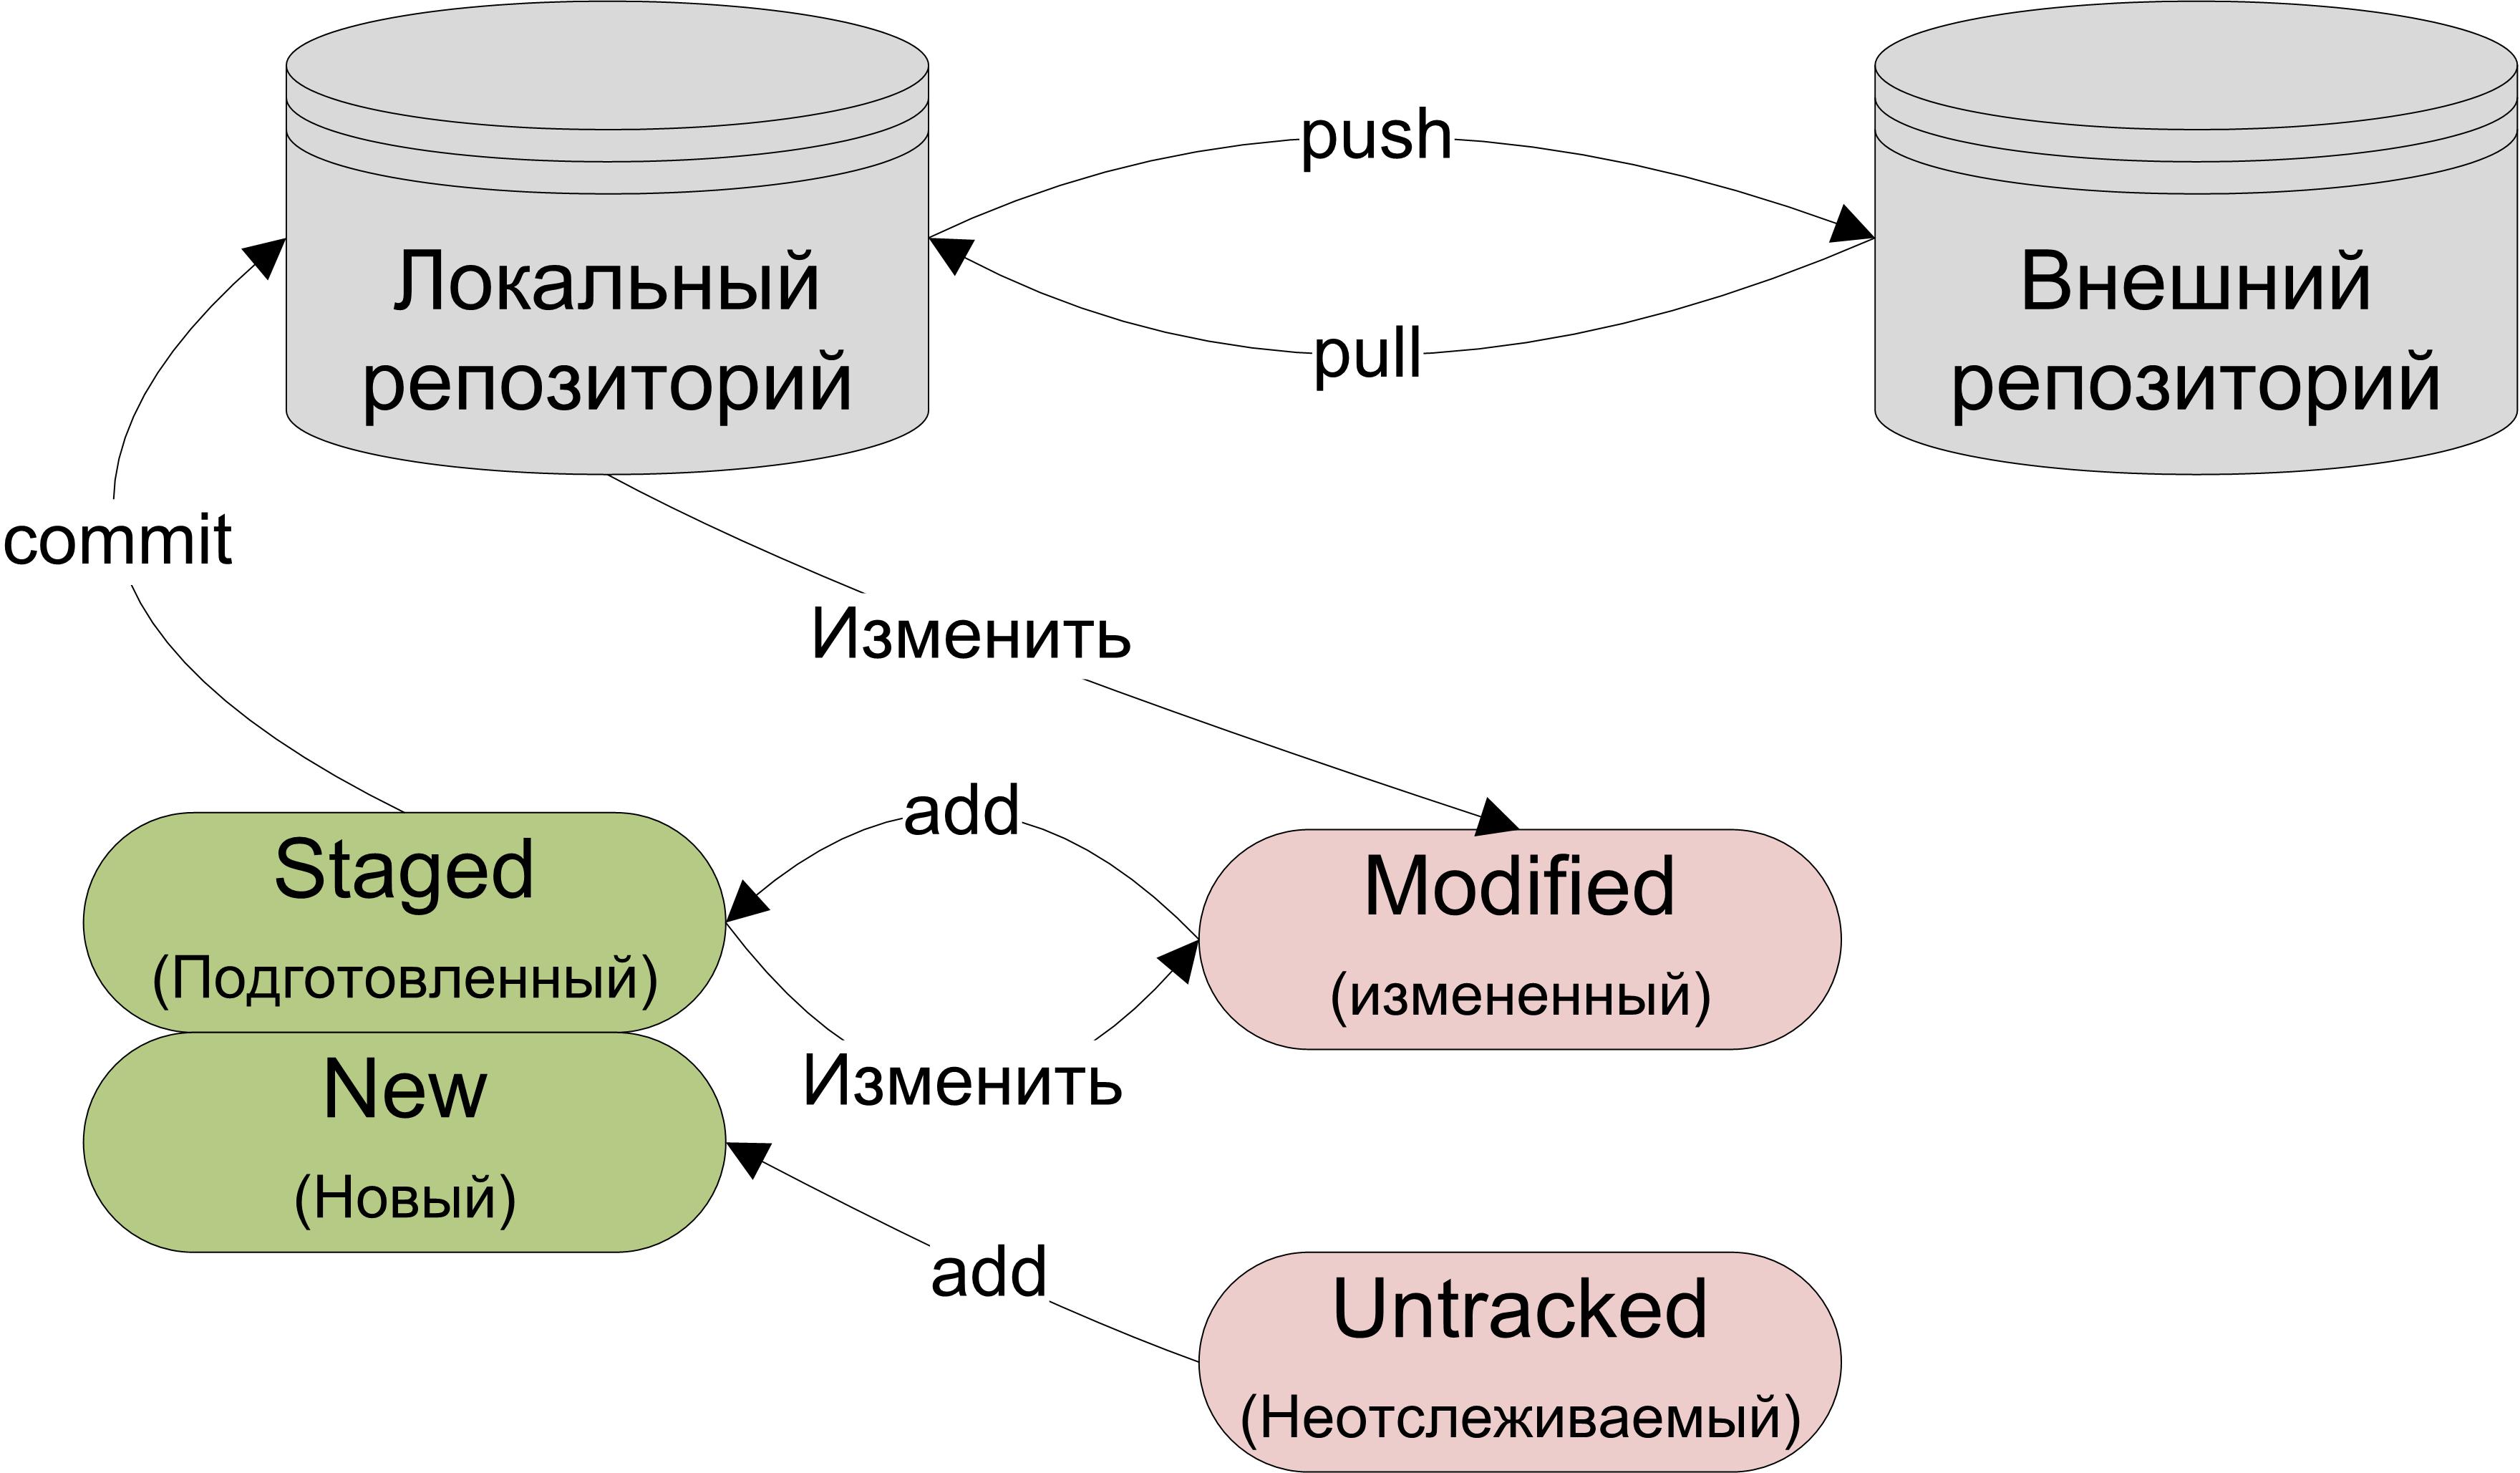 push
Локальный
репозиторий
Внешний
репозиторий
pull
commit
Изменить
add
Staged
(Подготовленный)
Modified
(измененный)
Изменить
New
(Новый)
add
Untracked
(Неотслеживаемый)